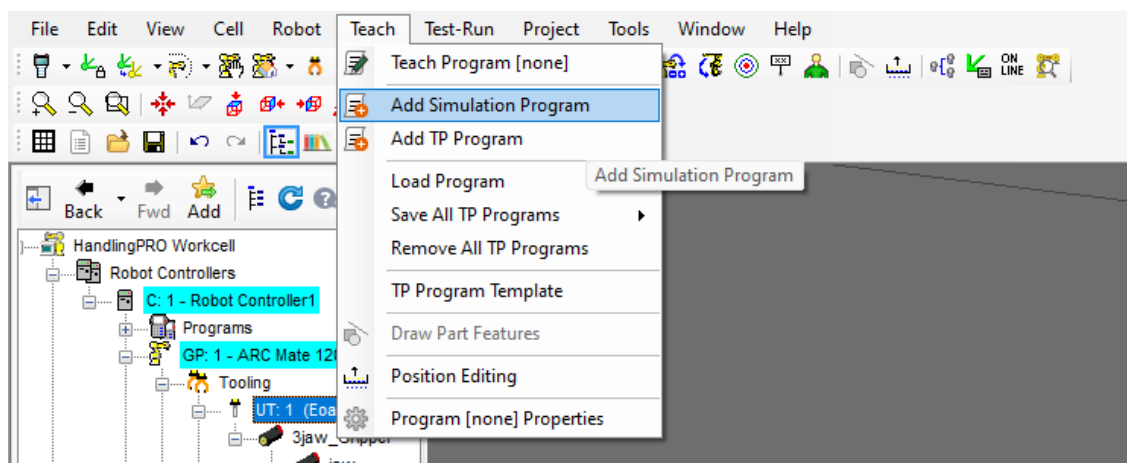 File Edit View Cell Robot Teach Test-Run Project Tools Window Help
Teach Program [none]
ON
LINE
Add Simulation Program
Add TP Program
Add Simulation Program
Load Program
Save All TP Programs
Remove All TP Programs
TP Program Template
Draw Part Features
Position Editing
Program [none] Properties
Back Fwd Add
HandlingPRO Workcell
Robot Controllers
C: 1 - Robot Controller1
Programs
GP: 1 - ARC Mate 120
Tooling
UT: 1 (Eoa
3jaw_Gripper